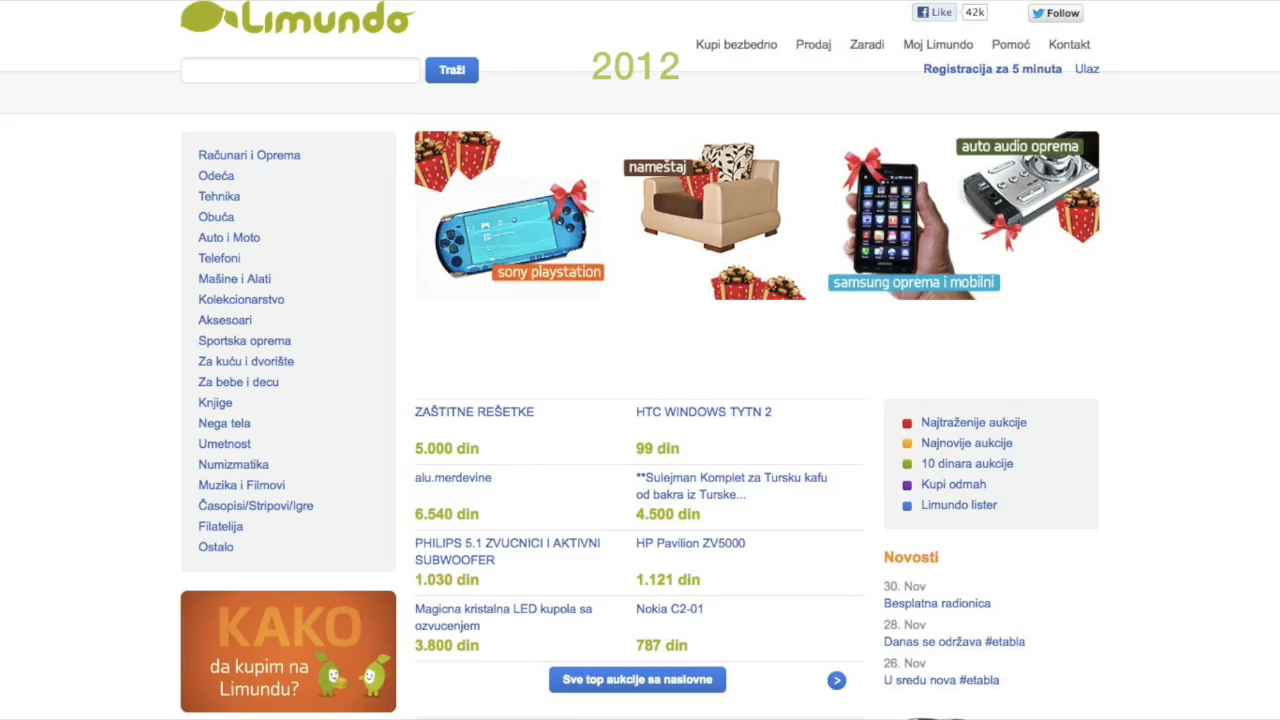 Limundo
Like 42k
Follow
Kupi bezbedno Prodaj Zaradi Moj Limundo Pomoć Kontakt
Traži
2012
Registracija za 5 minuta Ulaz
Računari i Oprema
Odeća
Tehnika
Obuća
Auto i Moto
Telefoni
Mašine i Alati
Kolekcionarstvo
Aksesoari
Sportska oprema
Za kuću i dvorište
Za bebe i decu
Knjige
Nega tela
Umetnost
Numizmatika
Muzika i Filmovi
Časopisi/Stripovi/Igre
Filatelija
Ostalo
KAKO
da kupim na
Limundu?
sony playstation
nameštaj
samsung oprema i mobilni
auto audio oprema
ZAŠTITNE REŠETKE
5.000 din
HTC WINDOWS TYTN 2
99 din
alu.merdevine
6.540 din
**Sulejman Komplet za Tursku kafu
od bakra iz Turske...
4.500 din
PHILIPS 5.1 ZVUCNICI I AKTIVNI
SUBWOOFER
1.030 din
HP Pavilion ZV5000
1.121 din
Magicna kristalna LED kupola sa
ozvucenjem
3.800 din
Nokia C2-01
787 din
Sve top aukcije sa naslovne
>
Najtraženije aukcije
Najnovije aukcije
10 dinara aukcije
Kupi odmah
Limundo lister
Novosti
30. Nov
Besplatna radionica
28. Nov
Danas se održava #etabla
26. Nov
U sredu nova #etabla